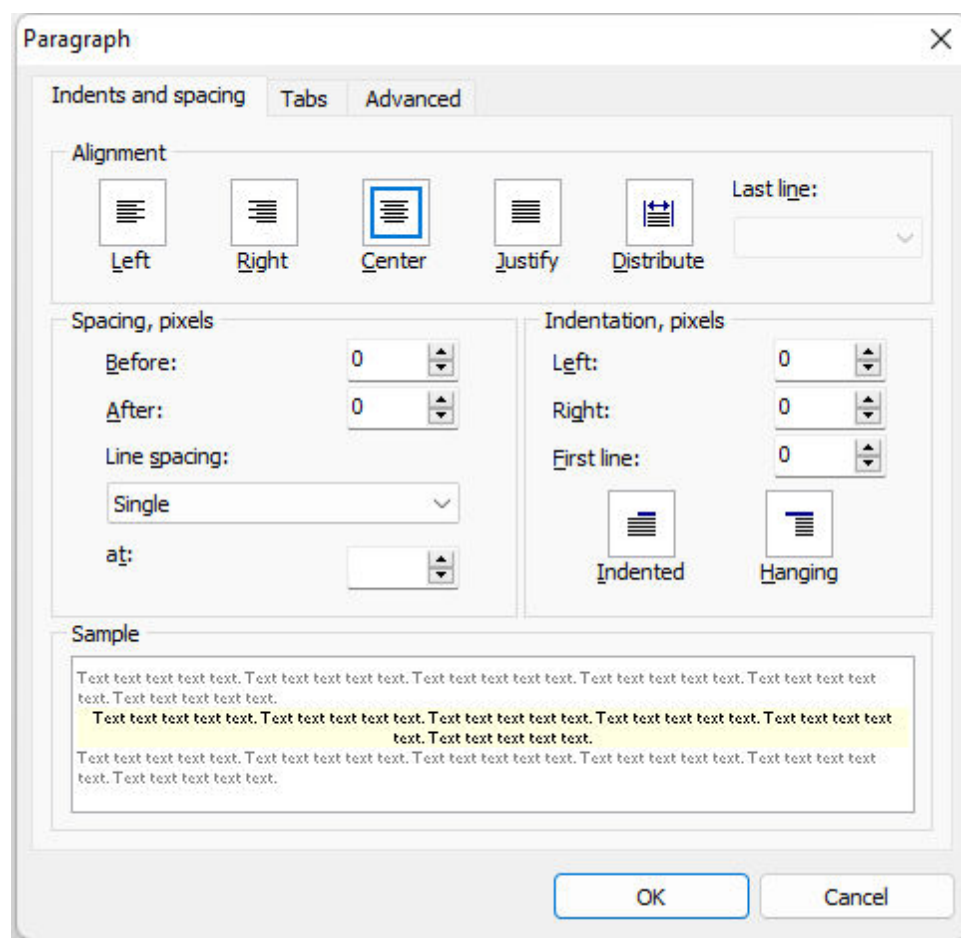 Paragraph
Indents and spacing Tabs Advanced
Alignment
Last line:
Left Right Center Justify Distribute
Spacing, pixels
Before: 0
After: 0
Line spacing:
Single
at:
Indentation, pixels
Left: 0
Right: 0
First line: 0
Indented Hanging
Sample
Text text text text text. Text text text text text. Text text text text text. Text text text text text. Text text text text
text. Text text text text text.
Text text text text text. Text text text text text. Text text text text text. Text text text text text. Text text text text
text. Text text text text text.
Text text text text text. Text text text text text. Text text text text text. Text text text text text. Text text text text
text. Text text text text text.
OK Cancel